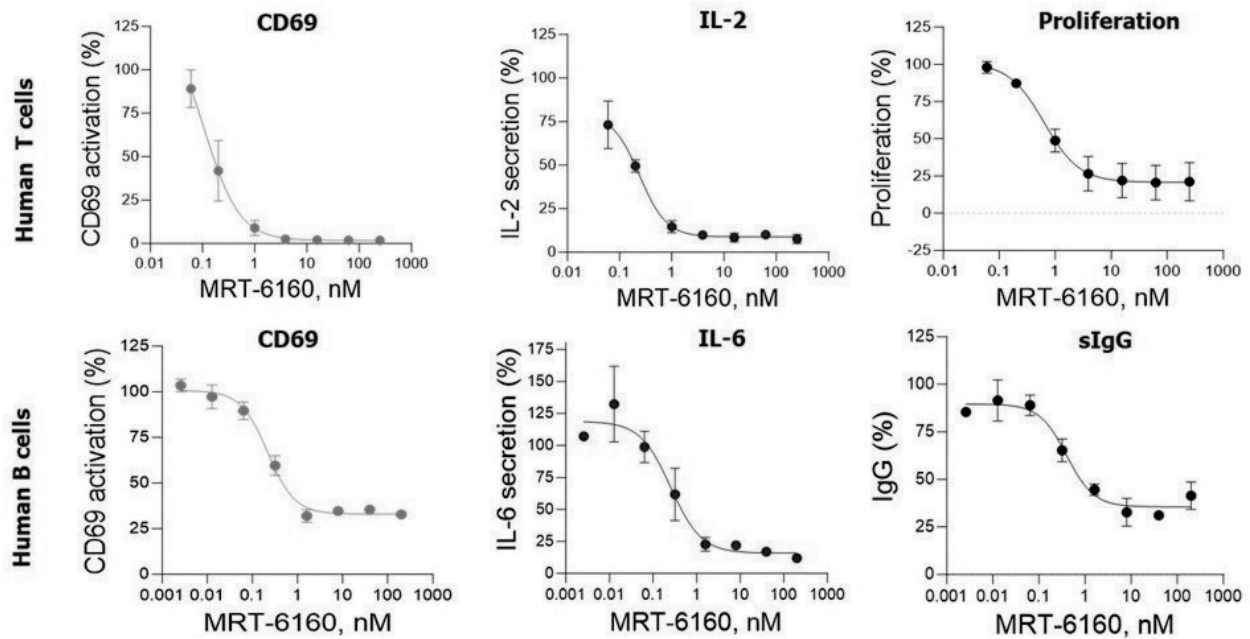 Human T cells
CD69
CD69 activation (%)
125
100
75
50
25
0
0.01 0.1 1 10 100 1000
MRT-6160, nM
IL-2
IL-2 secretion (%)
125
100
75
50
25
0
0.01 0.1 1 10 100 1000
MRT-6160, nM
Proliferation
Proliferation (%)
125
100
75
50
25
0
-25
0.01 0.1 1 10 100 1000
MRT-6160, nM
Human B cells
CD69
CD69 activation (%)
125
100
75
50
25
0
0.001 0.01 0.1 1 10 100 1000
MRT-6160, nM
IL-6
IL-6 secretion (%)
175
150
125
100
75
50
25
0
0.001 0.01 0.1 1 10 100 1000
MRT-6160, nM
sIgG
IgG (%)
125
100
75
50
25
0
0.001 0.01 0.1 1 10 100 1000
MRT-6160, nM